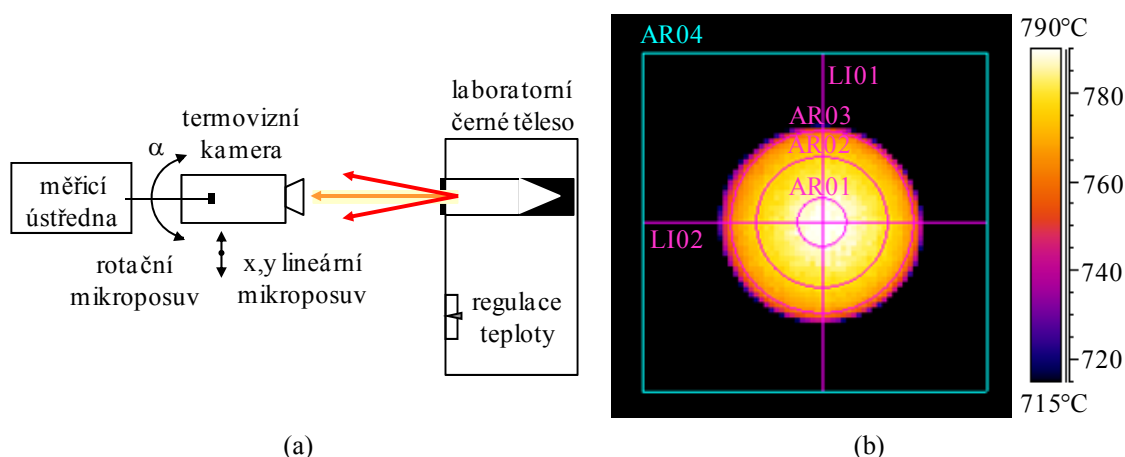 laboratorní
černé těleso
termovizní
kamera
α
měřicí
ústředna
rotační
mikroposuv
x,y lineární
mikroposuv
regulace
teploty
(a)
790°C
AR04
LI01
780
AR03
AR02
AR01
760
LI02
740
720
715°C
(b)